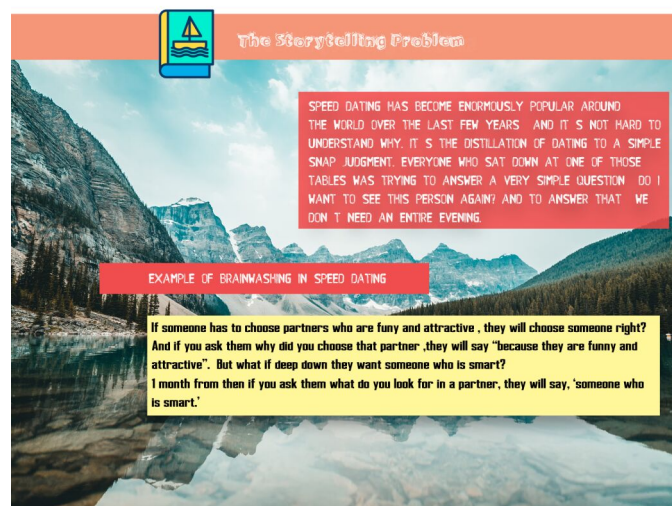 The Storytelling Problem
SPEED DATING HAS BECOME ENORMOUSLY POPULAR AROUND
THE WORLD OVER THE LAST FEW YEARS AND IT S NOT HARD TO
UNDERSTAND WHY. IT S THE DISTILLATION OF DATING TO A SIMPLE
SNAP JUDGMENT. EVERYONE WHO SAT DOWN AT ONE OF THOSE
TABLES WAS TRYING TO ANSWER A VERY SIMPLE QUESTION DO I
WANT TO SEE THIS PERSON AGAIN? AND TO ANSWER THAT WE
DON T NEED AN ENTIRE EVENING.
EXAMPLE OF BRAINWASHING IN SPEED DATING
If someone has to choose partners who are funy and attractive , they will choose someone right?
And if you ask them why did you choose that partner ,they will say "because they are funny and
attractive". But what if deep down they want someone who is smart?
1 month from then if you ask them what do you look for in a partner, they will say, 'someone who
is smart.'